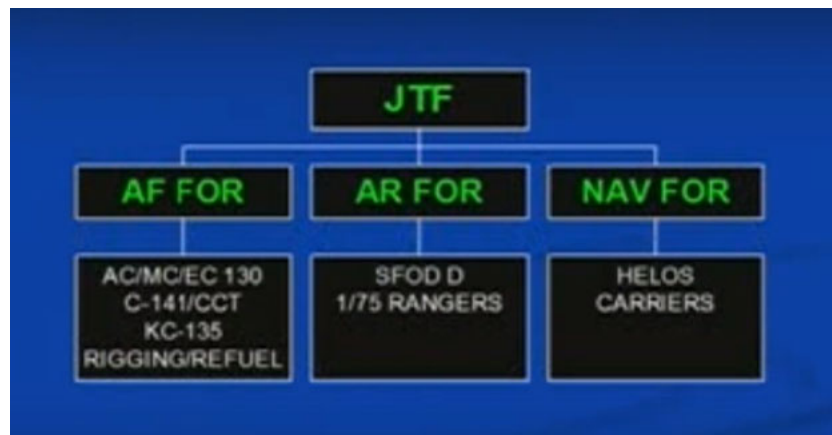 JTF
AF FOR
AR FOR
NAV FOR
AC/MC/EC 130
C-141/CCT
KC-135
RIGGING/REFUEL
SFOD D
1/75 RANGERS
HELOS
CARRIERS